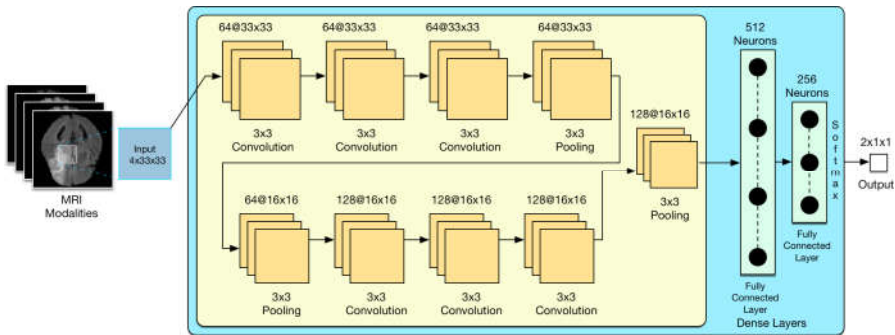 MRI
Modalities
Input
4x33x33
64@33x33
64@33x33
64@33x33
64@33x33
3x3
Convolution
3x3
Convolution
3x3
Convolution
3x3
Pooling
64@16x16
128@16x16
128@16x16
128@16x16
3x3
Pooling
3x3
Convolution
3x3
Convolution
3x3
Convolution
128@16x16
3x3
Pooling
512
Neurons
Fully
Connected
Layer
256
Neurons
Fully
Connected
Layer
Softmax
Dense Layers
2x1x1
Output